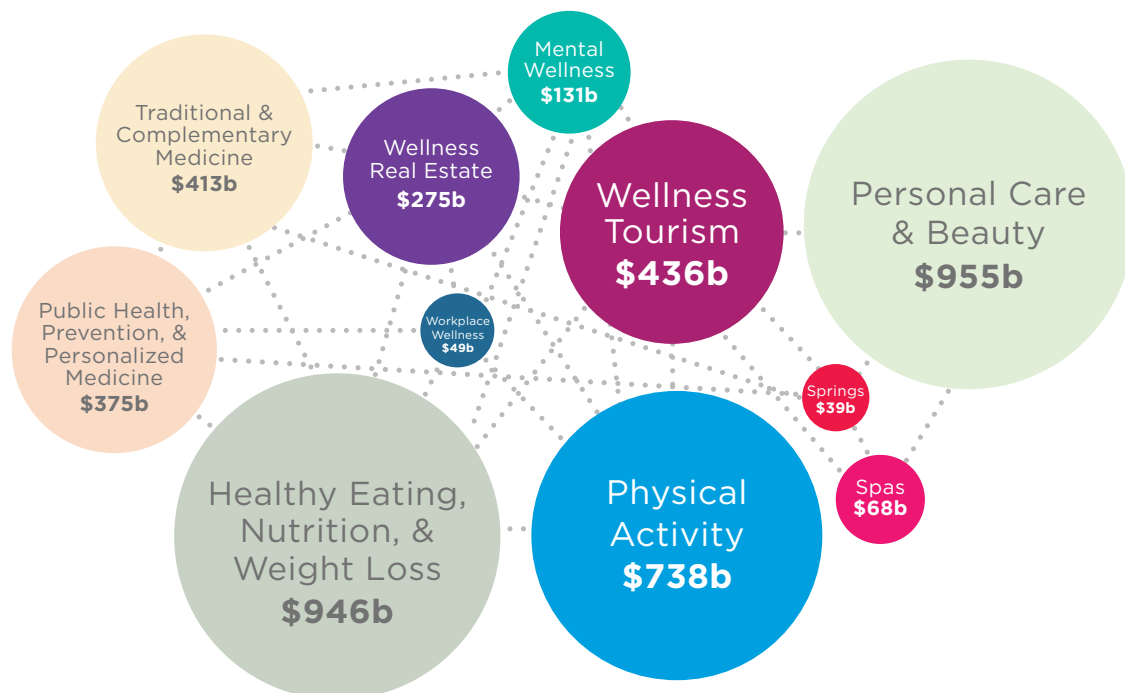 Mental
Wellness
$131b
Traditional &
Complementary
Medicine
$413b
Wellness
Real Estate
$275b
Wellness
Tourism
$436b
Personal Care
& Beauty
$955b
Public Health,
Prevention, &
Personalized
Medicine
$375b
Workplace
Wellness
$49b
Springs
$39b
Healthy Eating,
Nutrition, &
Weight Loss
$946b
Physical
Activity
$738b
Spas
$68b